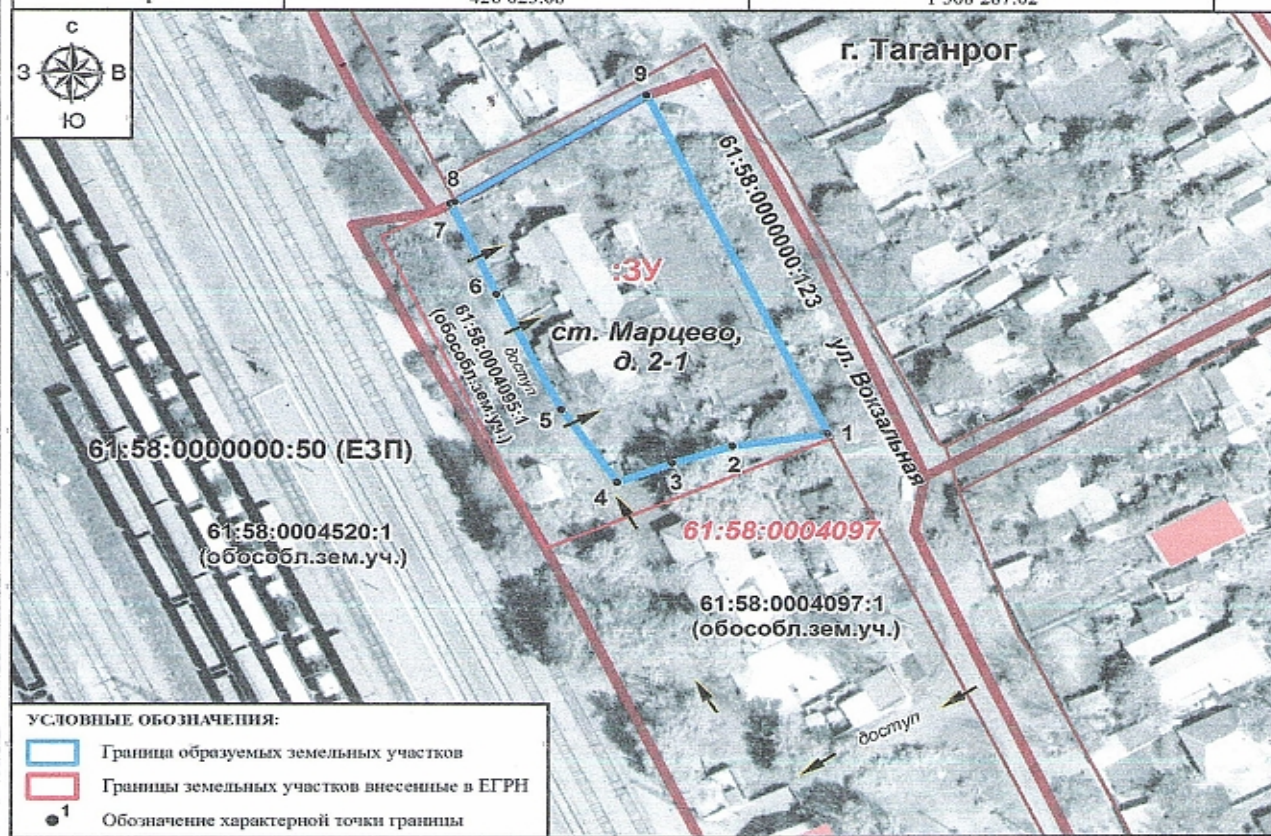 С
З В
Ю
г. Таганрог
9
8
7
6
5
4
3
2
1
61:58:0000000:123
:ЗУ
ст. Марцево,
д. 2-1
ул. Вокзальная
доступ
61:58:0004095:1
(обособл.зем.уч.)
61:58:0000000:50 (ЕЗП)
61:58:0004520:1
(обособл.зем.уч.)
61:58:0004097
61:58:0004097:1
(обособл.зем.уч.)
доступ
УСЛОВНЫЕ ОБОЗНАЧЕНИЯ:
Граница образуемых земельных участков
Границы земельных участков внесенные в ЕГРН
1
Обозначение характерной точки границы